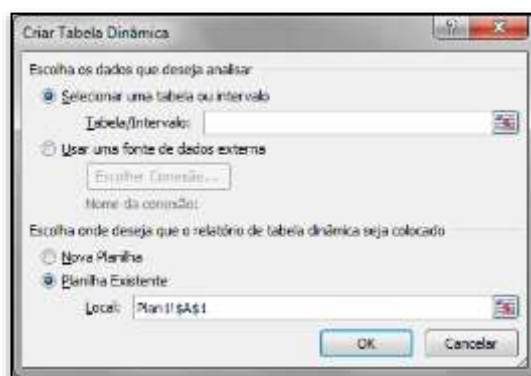 Criar Tabela Dinâmica
Escolha os dados que deseja analisar
Selecionar uma tabela ou intervalo
Tabela/Intervalo:
Usar uma fonte de dados externa
Escolher Conexão...
Nome da conexão:
Escolha onde deseja que o relatório de tabela dinâmica seja colocado
Nova Planilha
Planilha Existente
Local: Plan1!$A$1
OK Cancelar